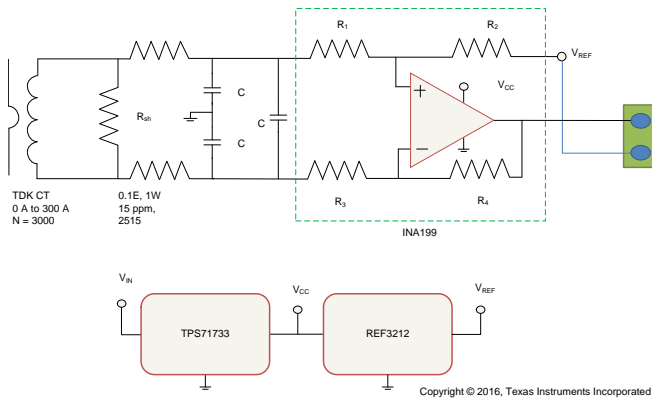 R1
R2
VREF
VCC
C
Rsh
C
C
TDK CT
0 A to 300 A
N = 3000
0.1E, 1W
15 ppm,
2515
R3
R4
INA199
VIN
VCC
VREF
TPS71733
REF3212
Copyright © 2016, Texas Instruments Incorporated